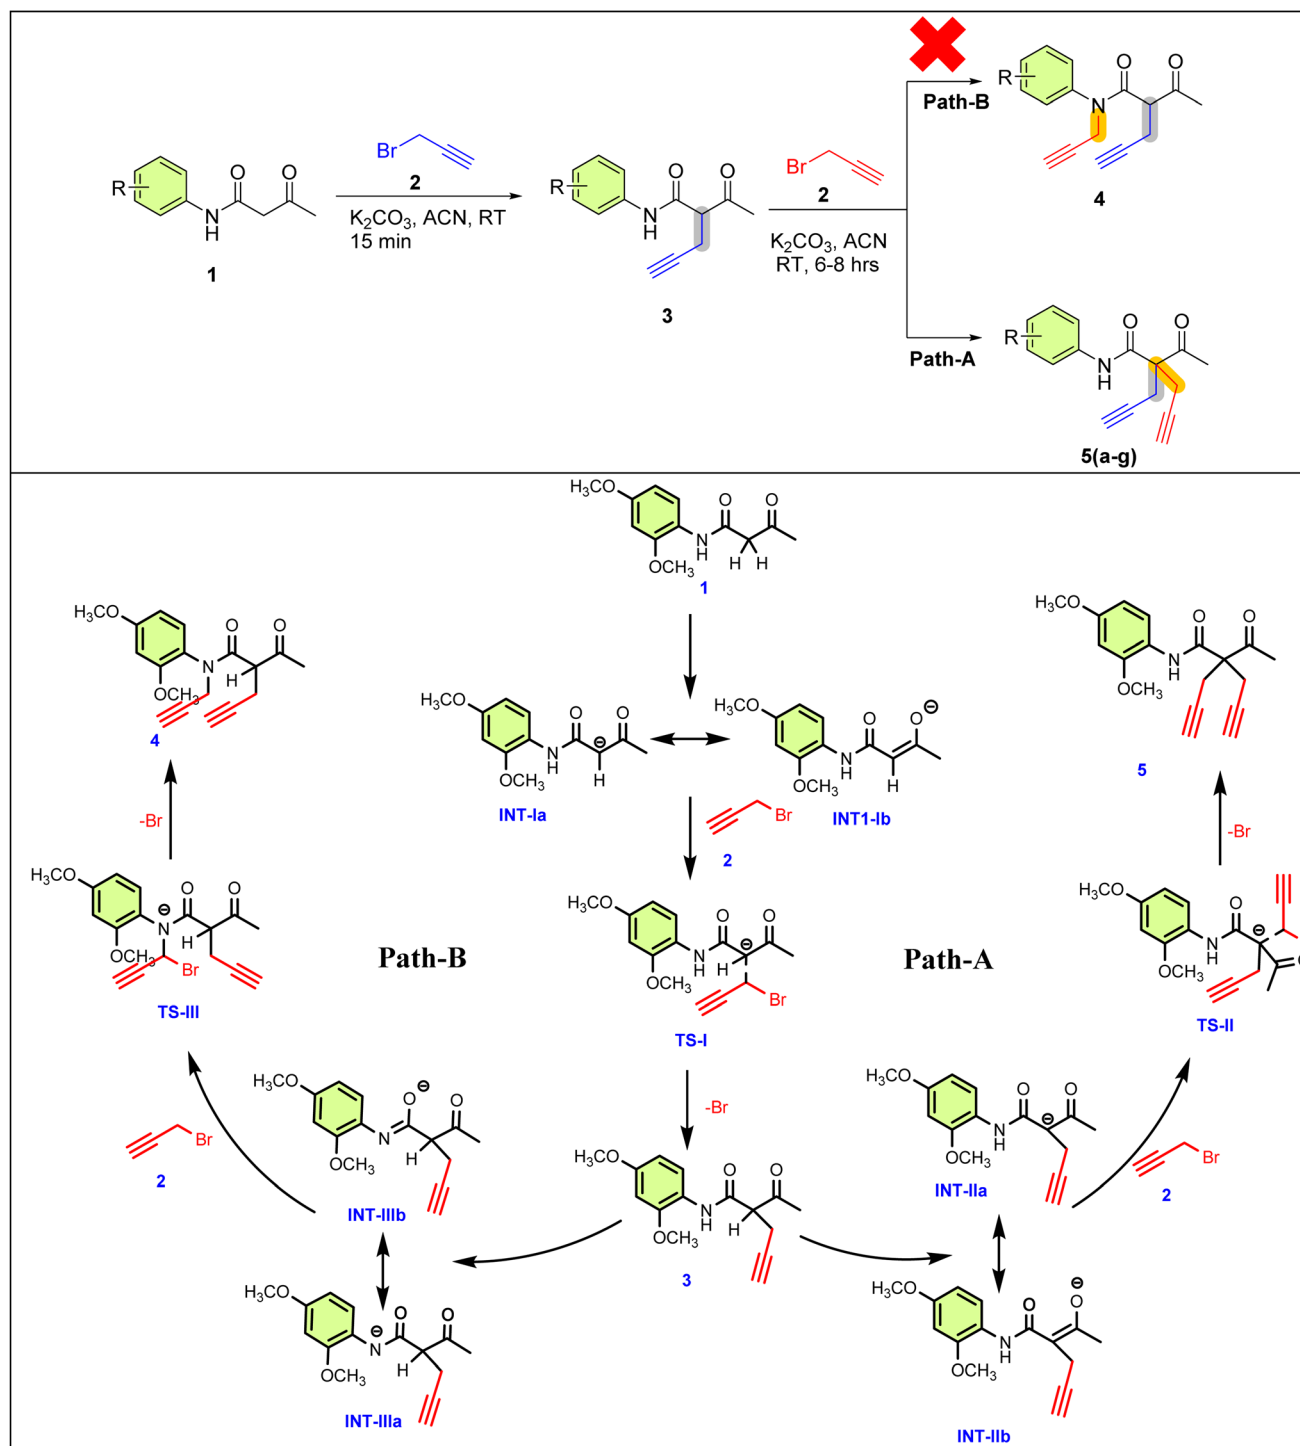 Br
2
K2CO3, ACN, RT
15 min
R
O
O
N
H
1
R
O
O
N
H
3
Br
2
K2CO3, ACN
RT, 6-8 hrs
Path-B
R
O
O
N
4
Path-A
R
O
O
N
H
5(a-g)
H3CO
O
O
N
H
H
H
OCH3
1
H3CO
O
O
N
H
OCH3
4
H3CO
O
O
N
H
OCH3
5
H3CO
O
O
⊖
N
H
H
OCH3
INT-Ia
H3CO
O
O
⊖
N
H
H
OCH3
INT1-Ib
-Br
Br
2
-Br
H3CO
O
O
⊖
N
H
Br
OCH3
TS-III
Path-B
H3CO
O
O
⊖
N
H
H
Br
OCH3
TS-I
Path-A
H3CO
O
⊖
N
H
O
OCH3
TS-II
Br
2
H3CO
O
⊖
O
N
H
OCH3
INT-IIIb
-Br
H3CO
O
O
N
H
H
OCH3
3
H3CO
O
O
⊖
N
H
OCH3
INT-IIa
Br
2
H3CO
O
O
⊖
N
H
OCH3
INT-IIIa
H3CO
O
O
⊖
N
H
OCH3
INT-IIb